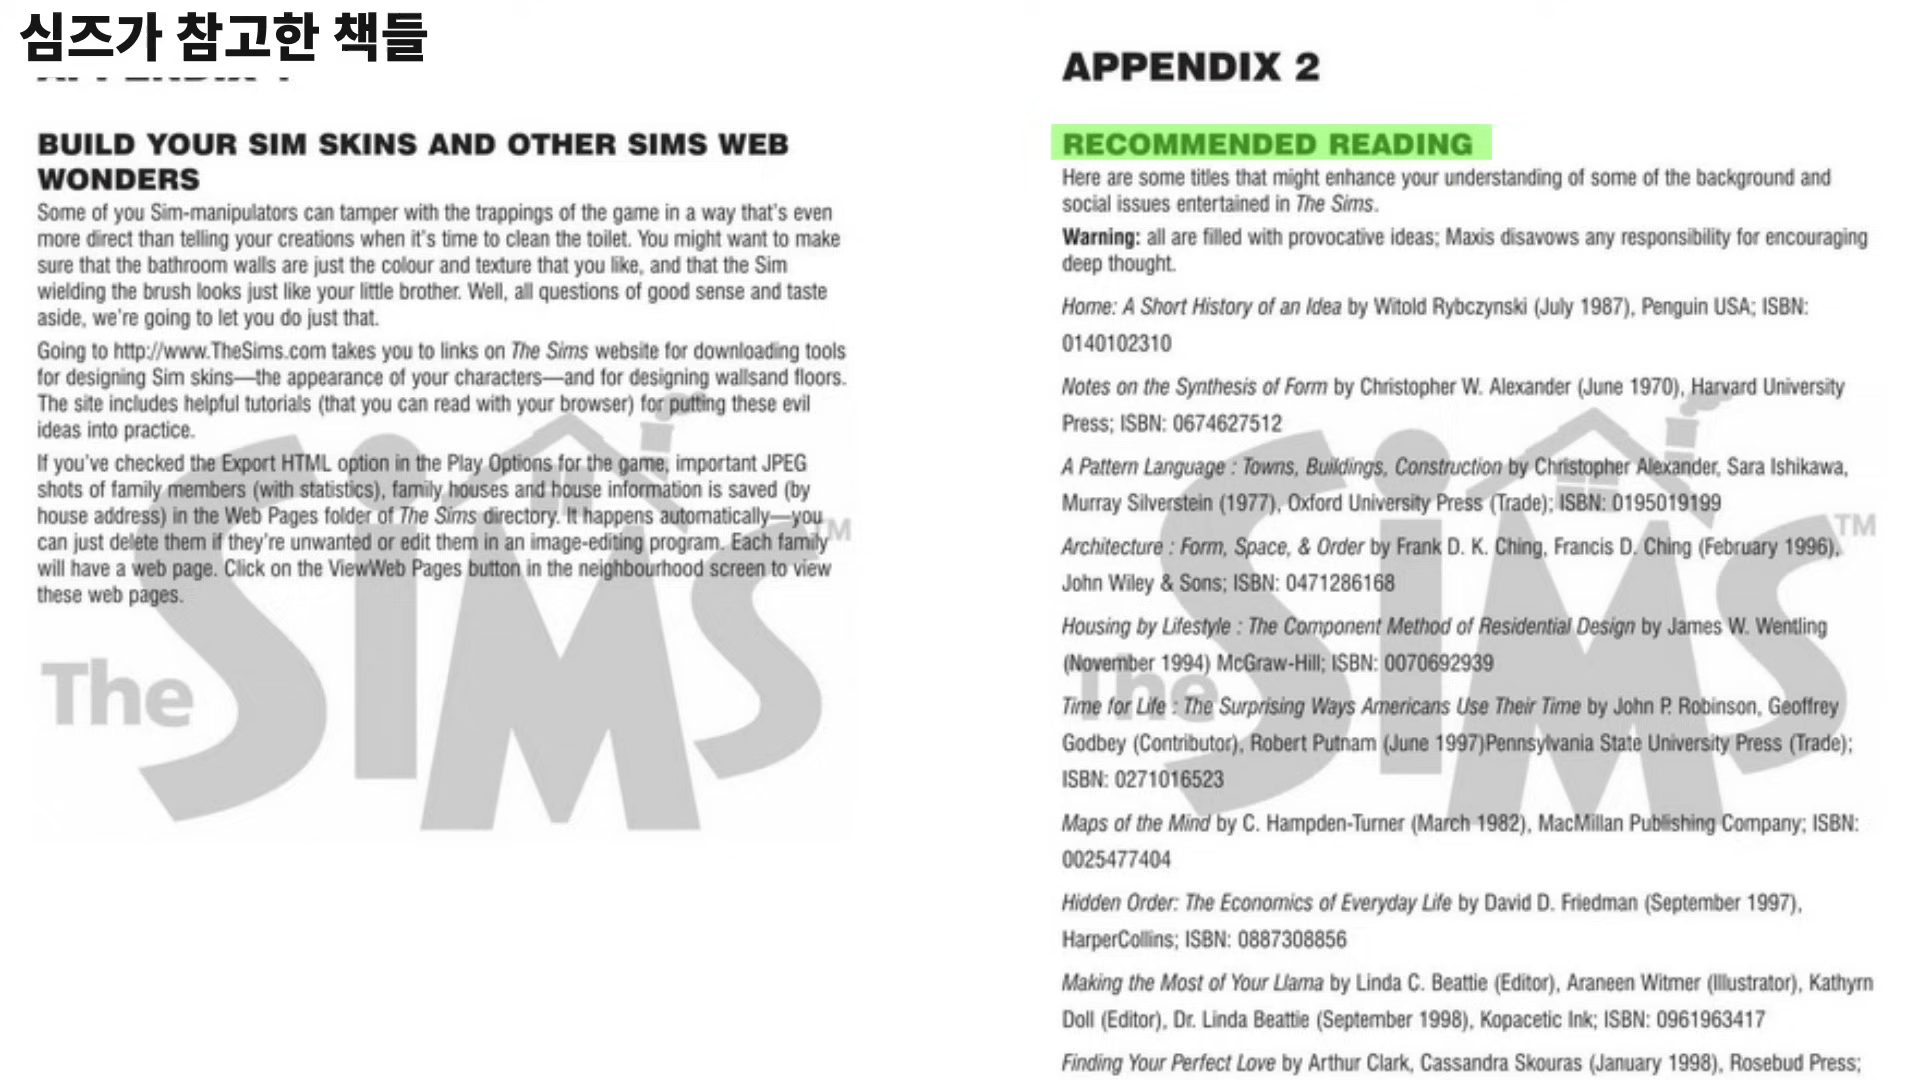 심즈가 참고한 책들
BUILD YOUR SIM SKINS AND OTHER SIMS WEB
WONDERS
Some of you Sim-manipulators can tamper with the trappings of the game in a way that's even
more direct than telling your creations when it's time to clean the toilet. You might want to make
sure that the bathroom walls are just the colour and texture that you like, and that the Sim
wielding the brush looks just like your little brother. Well, all questions of good sense and taste
aside, we're going to let you do just that.
Going to http://www.TheSims.com takes you to links on The Sims website for downloading tools
for designing Sim skins—the appearance of your characters—and for designing wallsand floors.
The site includes helpful tutorials (that you can read with your browser) for putting these evil
ideas into practice.
If you've checked the Export HTML option in the Play Options for the game, important JPEG
shots of family members (with statistics), family houses and house information is saved (by
house address) in the Web Pages folder of The Sims directory. It happens automatically—you
can just delete them if they're unwanted or edit them in an image-editing program. Each family
will have a web page. Click on the ViewWeb Pages button in the neighbourhood screen to view
these web pages.
The SIMS TM
APPENDIX 2
RECOMMENDED READING
Here are some titles that might enhance your understanding of some of the background and
social issues entertained in The Sims.
Warning: all are filled with provocative ideas; Maxis disavows any responsibility for encouraging
deep thought.
Home: A Short History of an Idea by Witold Rybczynski (July 1987), Penguin USA; ISBN:
0140102310
Notes on the Synthesis of Form by Christopher W. Alexander (June 1970), Harvard University
Press; ISBN: 0674627512
A Pattern Language : Towns, Buildings, Construction by Christopher Alexander, Sara Ishikawa,
Murray Silverstein (1977), Oxford University Press (Trade); ISBN: 0195019199
Architecture : Form, Space, & Order by Frank D. K. Ching, Francis D. Ching (February 1996),
John Wiley & Sons; ISBN: 0471286168
Housing by Lifestyle : The Component Method of Residential Design by James W. Wentling
(November 1994) McGraw-Hill; ISBN: 0070692939
Time for Life : The Surprising Ways Americans Use Their Time by John P. Robinson, Geoffrey
Godbey (Contributor), Robert Putnam (June 1997)Pennsylvania State University Press (Trade);
ISBN: 0271016523
Maps of the Mind by C. Hampden-Turner (March 1982), MacMillan Publishing Company; ISBN:
0025477404
Hidden Order: The Economics of Everyday Life by David D. Friedman (September 1997),
HarperCollins; ISBN: 0887308856
Making the Most of Your Llama by Linda C. Beattie (Editor), Araneen Witmer (Illustrator), Kathyrn
Doll (Editor), Dr. Linda Beattie (September 1998), Kopacetic Ink; ISBN: 0961963417
Finding Your Perfect Love by Arthur Clark, Cassandra Skouras (January 1998), Rosebud Press;
The SIMS TM